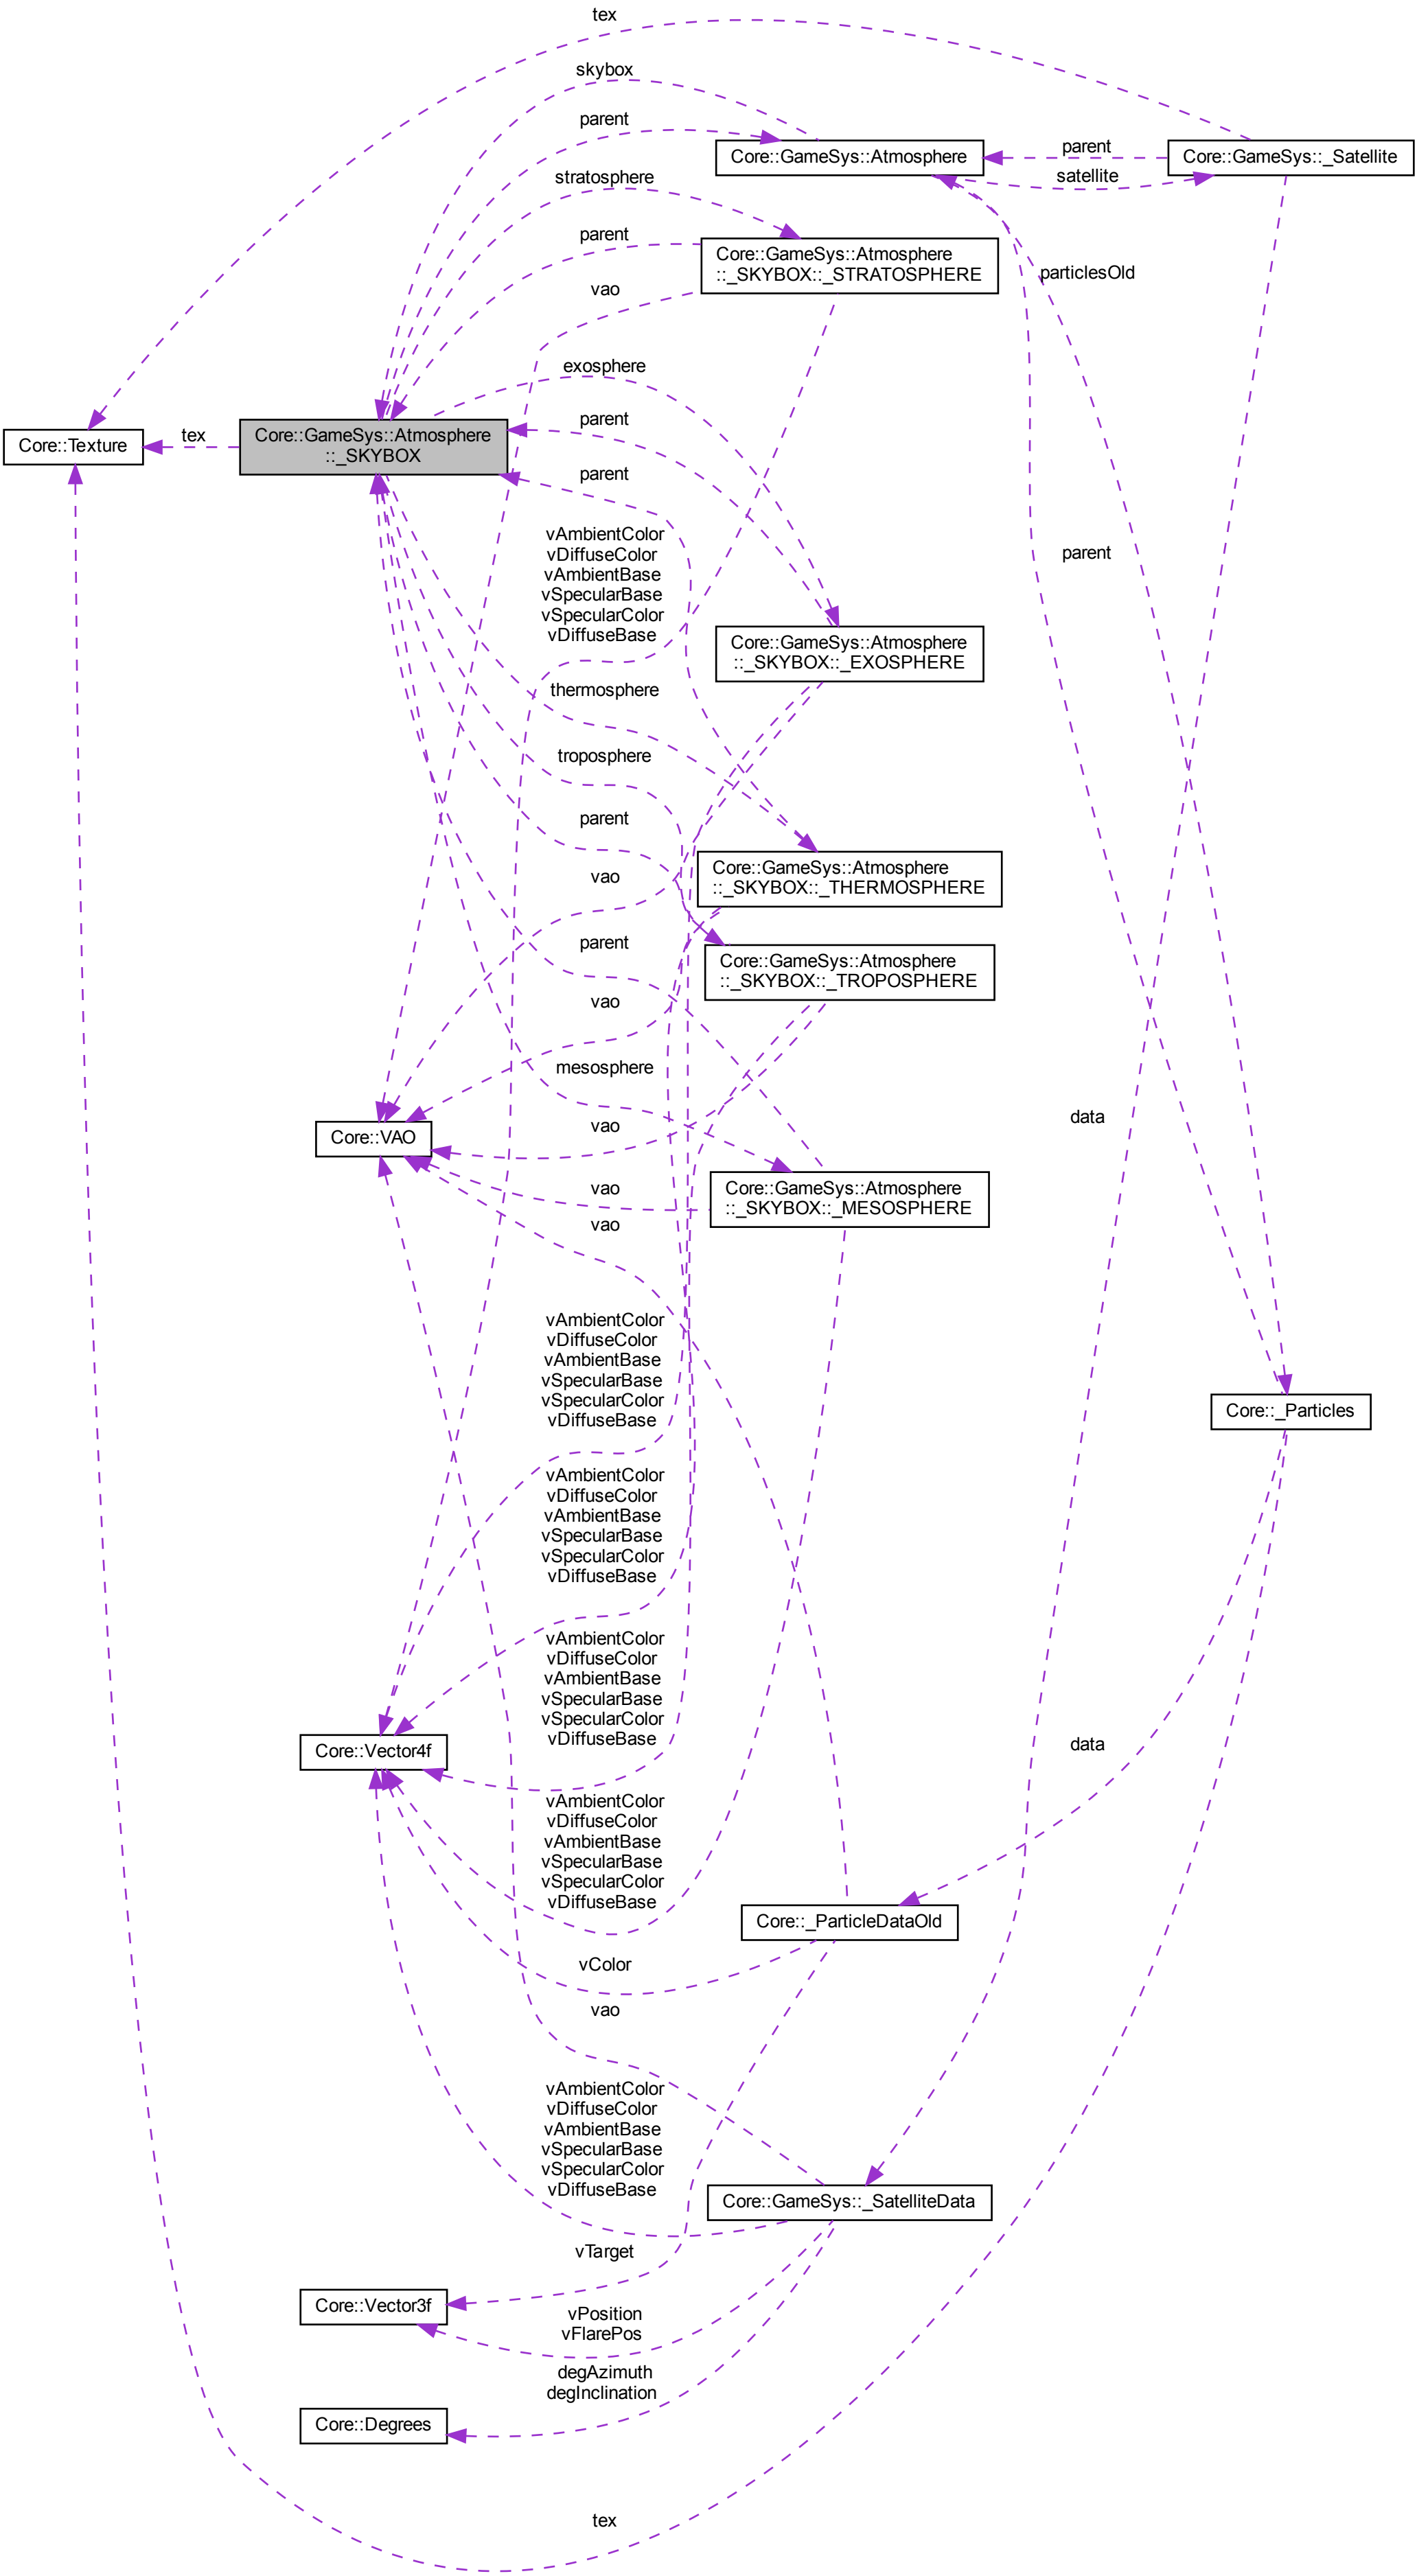 tex
skybox
parent
Core::GameSys::Atmosphere
parent
satellite
Core::GameSys::_Satellite
stratosphere
parent
Core::GameSys::Atmosphere
::_SKYBOX::_STRATOSPHERE
particlesOld
vao
exosphere
parent
Core::Texture
tex
Core::GameSys::Atmosphere
::_SKYBOX
parent
vAmbientColor
vDiffuseColor
vAmbientBase
vSpecularBase
vSpecularColor
vDiffuseBase
parent
Core::GameSys::Atmosphere
::_SKYBOX::_EXOSPHERE
thermosphere
troposphere
parent
vao
Core::GameSys::Atmosphere
::_SKYBOX::_THERMOSPHERE
parent
Core::GameSys::Atmosphere
::_SKYBOX::_TROPOSPHERE
vao
mesosphere
data
vao
Core::VAO
vao
Core::GameSys::Atmosphere
::_SKYBOX::_MESOSPHERE
vao
vAmbientColor
vDiffuseColor
vAmbientBase
vSpecularBase
vSpecularColor
vDiffuseBase
Core::_Particles
vAmbientColor
vDiffuseColor
vAmbientBase
vSpecularBase
vSpecularColor
vDiffuseBase
vAmbientColor
vDiffuseColor
vAmbientBase
vSpecularBase
vSpecularColor
vDiffuseBase
Core::Vector4f
data
vAmbientColor
vDiffuseColor
vAmbientBase
vSpecularBase
vSpecularColor
vDiffuseBase
Core::_ParticleDataOld
vColor
vao
vAmbientColor
vDiffuseColor
vAmbientBase
vSpecularBase
vSpecularColor
vDiffuseBase
Core::GameSys::_SatelliteData
vTarget
Core::Vector3f
vPosition
vFlarePos
degAzimuth
degInclination
Core::Degrees
tex